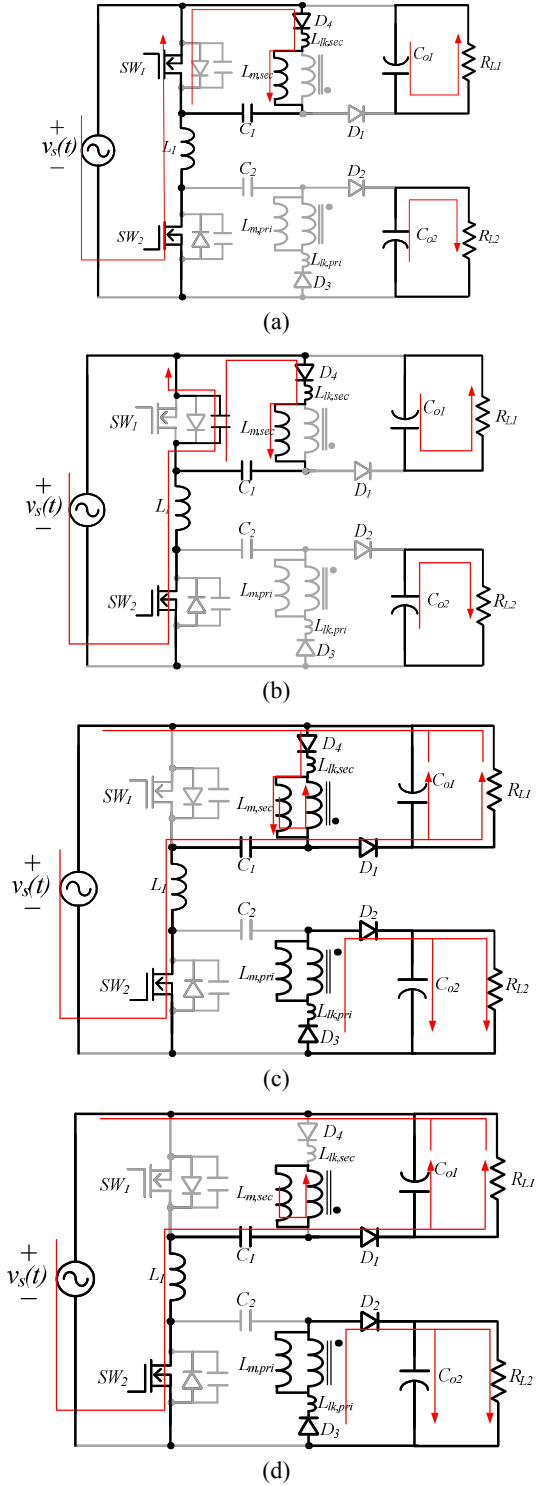 D4
Llk,sec
SW1
Lm,sec
Co1
RL1
C1
D1
+
vs(t)
−
L1
C2
D2
SW2
Lm,pri
Llk,pri
D3
Co2
RL2
(a)
D4
Llk,sec
SW1
Lm,sec
Co1
RL1
C1
D1
+
vs(t)
−
L1
C2
D2
SW2
Lm,pri
Llk,pri
D3
Co2
RL2
(b)
D4
Llk,sec
SW1
Lm,sec
Co1
RL1
C1
D1
+
vs(t)
−
L1
C2
D2
SW2
Lm,pri
Llk,pri
D3
Co2
RL2
(c)
D4
Llk,sec
SW1
Lm,sec
Co1
RL1
C1
D1
+
vs(t)
−
L1
C2
D2
SW2
Lm,pri
Llk,pri
D3
Co2
RL2
(d)